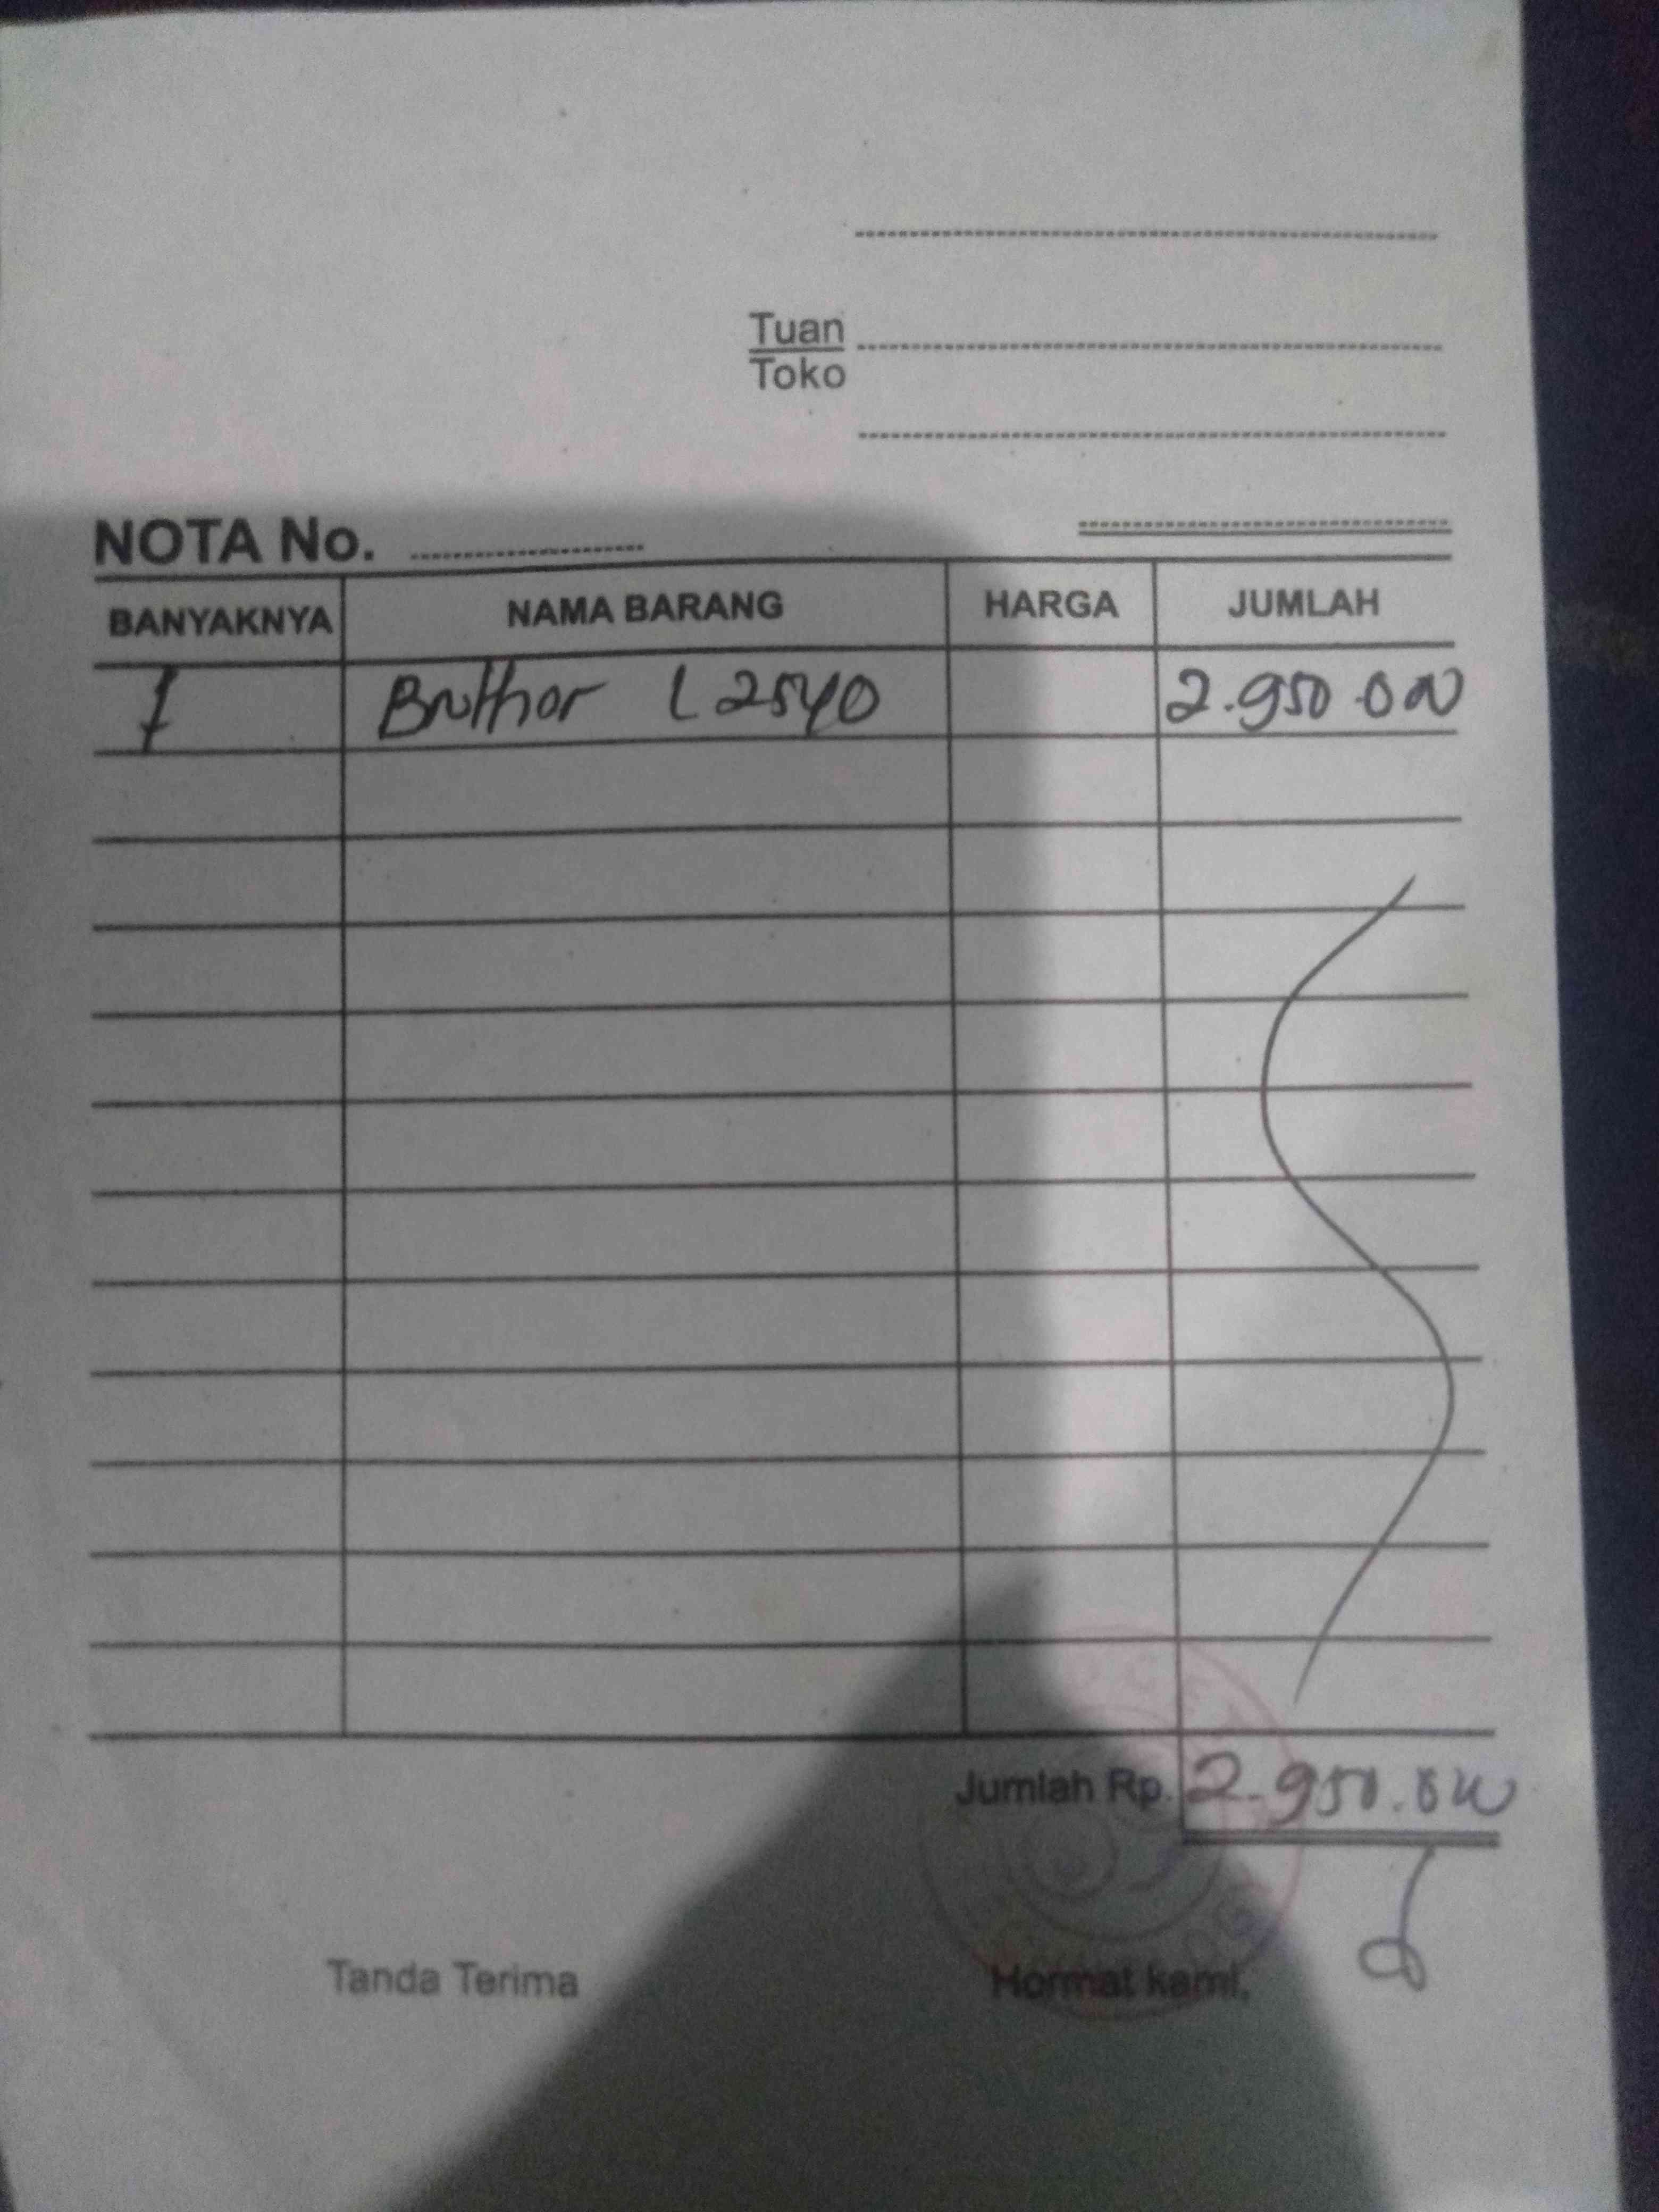 Tuan
Toko
NOTA No.
BANYAKNYA NAMA BARANG HARGA JUMLAH
1 Brother L2540 2.950.000
Jumlah Rp. 2.950.000
Tanda Terima Hormat kami,